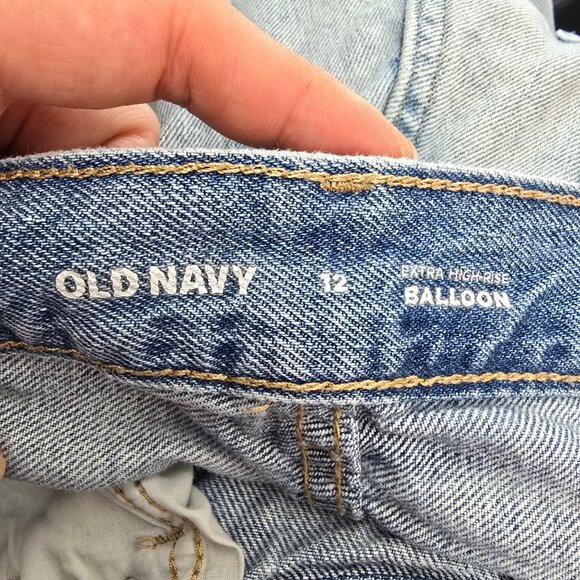 OLD NAVY
12
EXTRA HIGH-RISE
BALLOON